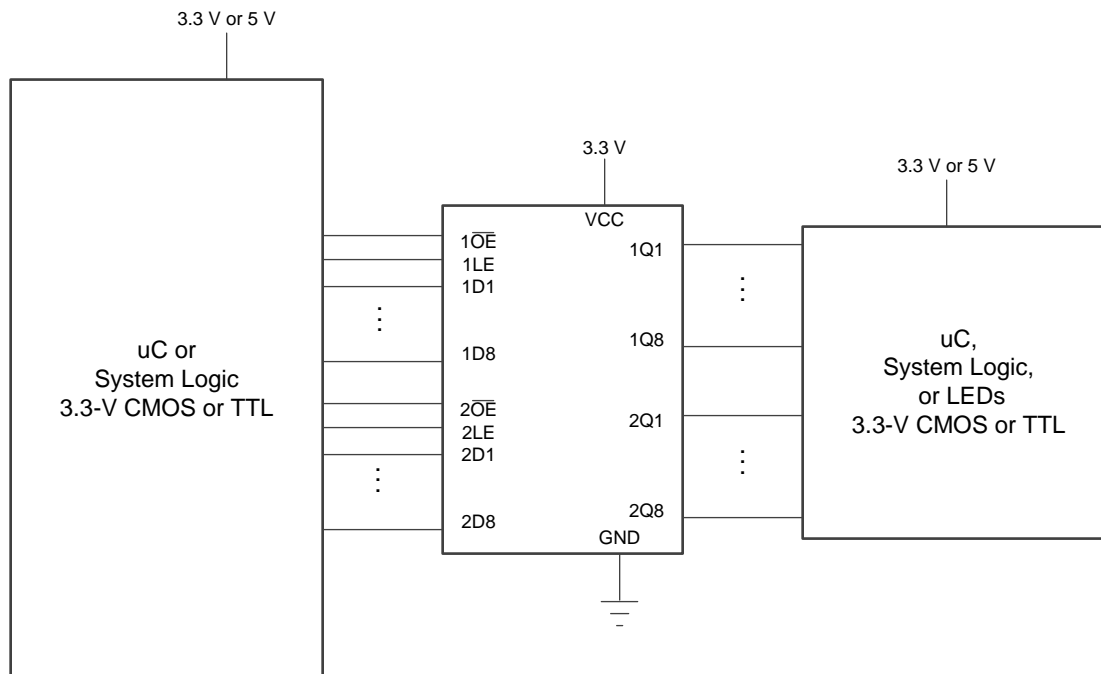 3.3 V or 5 V
3.3 V
3.3 V or 5 V
uC or
System Logic
3.3-V CMOS or TTL
VCC
1O̅E̅
1LE
1D1
⋮
1D8
2O̅E̅
2LE
2D1
⋮
2D8
1Q1
⋮
1Q8
2Q1
⋮
2Q8
GND
uC,
System Logic,
or LEDs
3.3-V CMOS or TTL